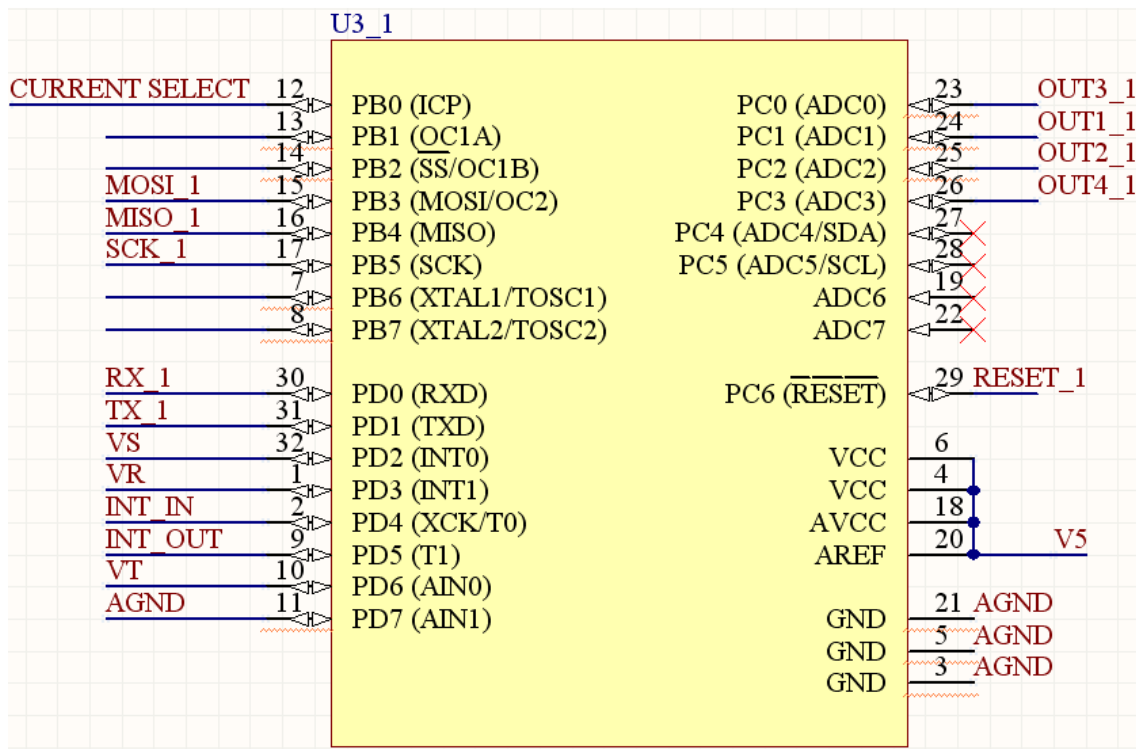 U3_1
CURRENT SELECT 12 PB0 (ICP) PC0 (ADC0) 23 OUT3_1
13 PB1 (OC1A) PC1 (ADC1) 24 OUT1_1
14 PB2 (SS/OC1B) PC2 (ADC2) 25 OUT2_1
MOSI_1 15 PB3 (MOSI/OC2) PC3 (ADC3) 26 OUT4_1
MISO_1 16 PB4 (MISO) PC4 (ADC4/SDA) 27
SCK_1 17 PB5 (SCK) PC5 (ADC5/SCL) 28
7 PB6 (XTAL1/TOSC1) ADC6 19
8 PB7 (XTAL2/TOSC2) ADC7 22
RX_1 30 PD0 (RXD) PC6 (RESET) 29 RESET_1
TX_1 31 PD1 (TXD)
VS 32 PD2 (INT0) VCC 6
VR 1 PD3 (INT1) VCC 4
INT_IN 2 PD4 (XCK/T0) AVCC 18
INT_OUT 9 PD5 (T1) AREF 20 V5
VT 10 PD6 (AIN0)
AGND 11 PD7 (AIN1) GND 21 AGND
GND 5 AGND
GND 3 AGND